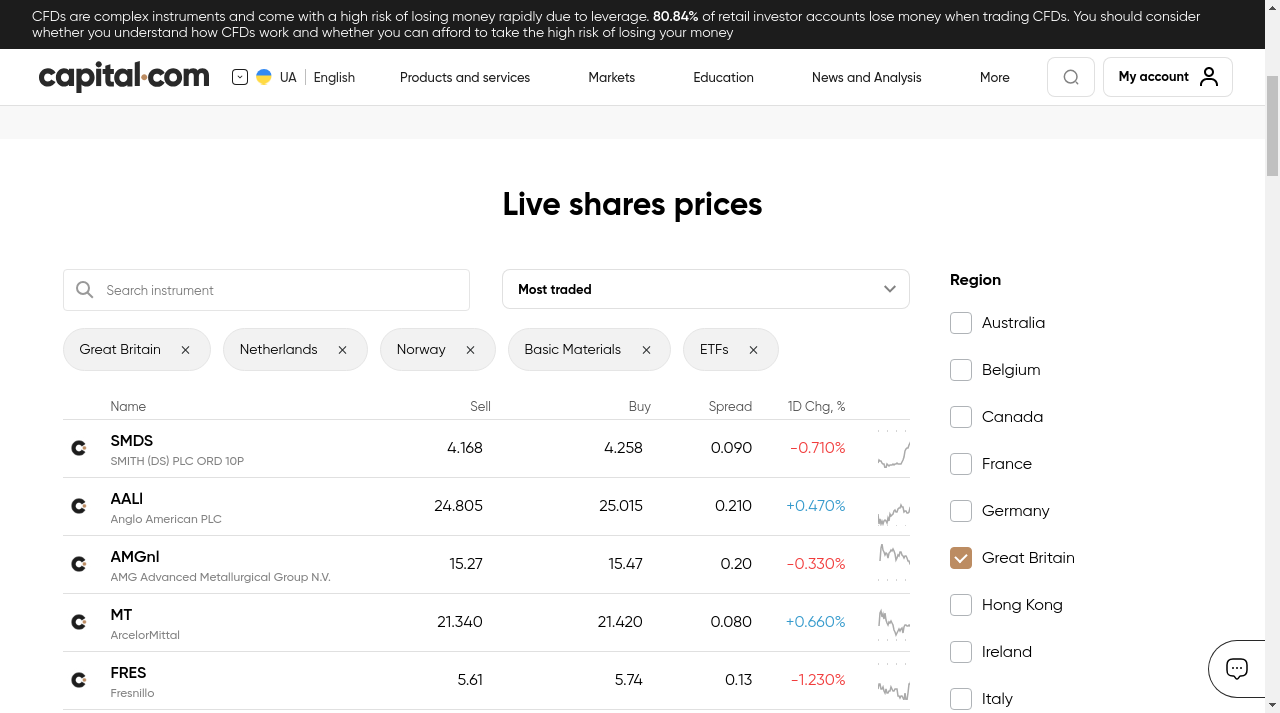 CFDs are complex instruments and come with a high risk of losing money rapidly due to leverage. 80.84% of retail investor accounts lose money when trading CFDs. You should consider
whether you understand how CFDs work and whether you can afford to take the high risk of losing your money
capital.com UA English Products and services Markets Education News and Analysis More My account
Live shares prices
Search instrument Most traded
Great Britain Netherlands Norway Basic Materials ETFs
Name Sell Buy Spread 1D Chg, %
SMDS 4.168 4.258 0.090 -0.710%
SMITH (DS) PLC ORD 10P
AALl 24.805 25.015 0.210 +0.470%
Anglo American PLC
AMGnl 15.27 15.47 0.20 -0.330%
AMG Advanced Metallurgical Group N.V.
MT 21.340 21.420 0.080 +0.660%
ArcelorMittal
FRES 5.61 5.74 0.13 -1.230%
Fresnillo
Region
Australia
Belgium
Canada
France
Germany
Great Britain
Hong Kong
Ireland
Italy